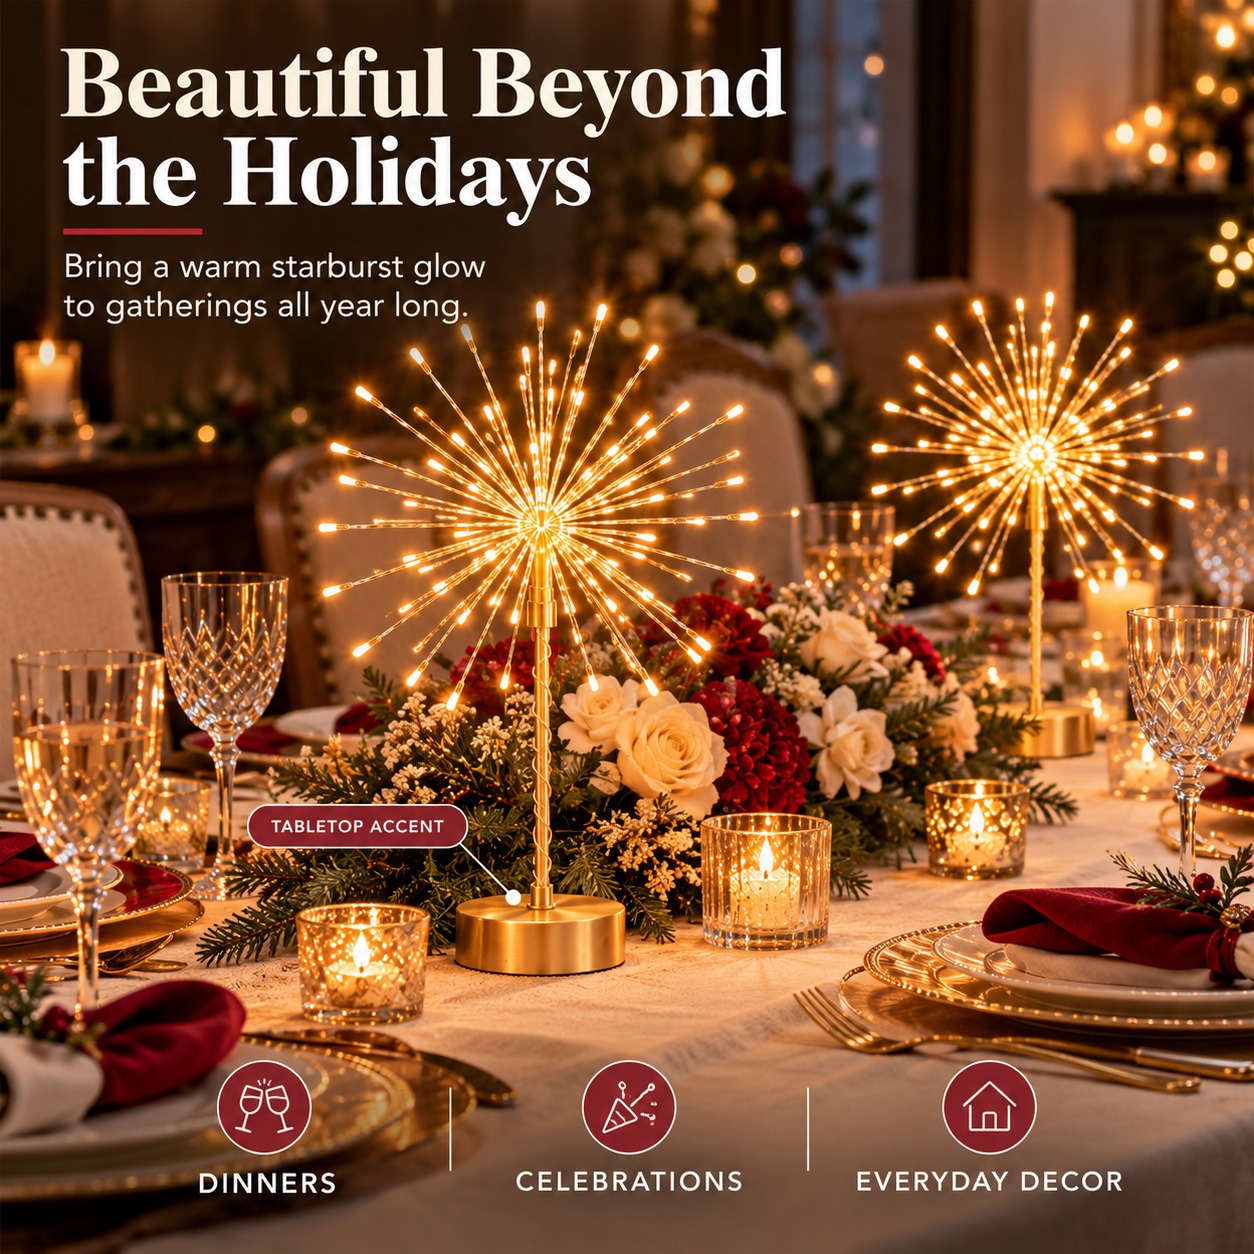 Beautiful Beyond
the Holidays
Bring a warm starburst glow
to gatherings all year long.
TABLETOP ACCENT
DINNERS
CELEBRATIONS
EVERYDAY DECOR